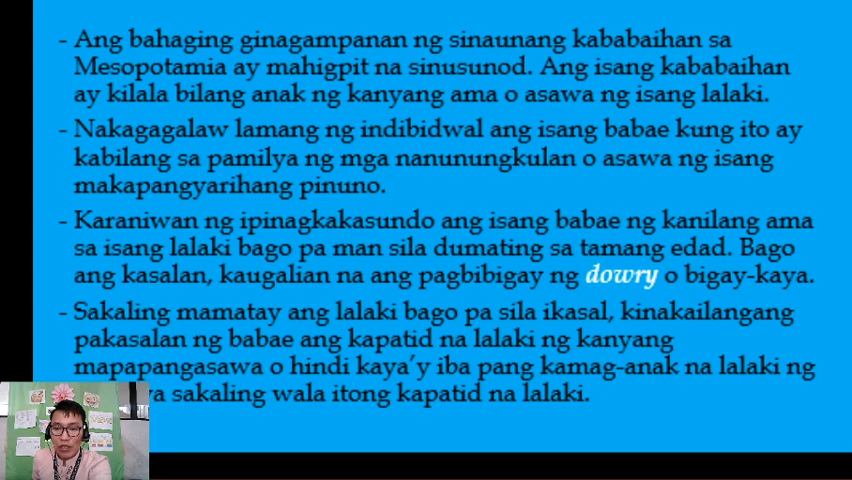 - Ang bahaging ginagampanan ng sinaunang kababaihan sa
Mesopotamia ay mahigpit na sinusunod. Ang isang kababaihan
ay kilala bilang anak ng kanyang ama o asawa ng isang lalaki.
- Nakagagalaw lamang ng indibidwal ang isang babae kung ito ay
kabilang sa pamilya ng mga nanunungkulan o asawa ng isang
makapangyarihang pinuno.
- Karaniwan ng ipinagkakasundo ang isang babae ng kanilang ama
sa isang lalaki bago pa man sila dumating sa tamang edad. Bago
ang kasalan, kaugalian na ang pagbibigay ng dowry o bigay-kaya.
- Sakaling mamatay ang lalaki bago pa sila ikasal, kinakailangang
pakasalan ng babae ang kapatid na lalaki ng kanyang
mapapangasawa o hindi kaya'y iba pang kamag-anak na lalaki ng
sakaling wala itong kapatid na lalaki.